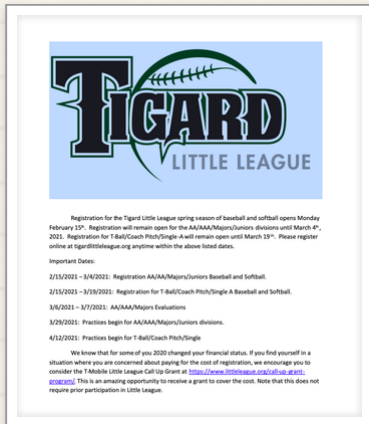 TIGARD
LITTLE LEAGUE
Registration for the Tigard Little League spring season of baseball and softball opens Monday
February 15th. Registration will remain open for the AA/AAA/Majors/Juniors divisions until March 4th,
2021. Registration for T-Ball/Coach Pitch/Single-A will remain open until March 19th. Please register
online at tigardlittleleague.org anytime within the above listed dates.
Important Dates:
2/15/2021 – 3/4/2021: Registration AA/AA/Majors/Juniors Baseball and Softball.
2/15/2021 – 3/19/2021: Registration for T-Ball/Coach Pitch/Single A Baseball and Softball.
3/6/2021 – 3/7/2021: AA/AAA/Majors Evaluations
3/29/2021: Practices begin for AA/AAA/Majors/Juniors divisions.
4/12/2021: Practices begin for T-Ball/Coach Pitch/Single
We know that for some of you 2020 changed your financial status. If you find yourself in a
situation where you are concerned about paying for the cost of registration, we encourage you to
consider the T-Mobile Little League Call Up Grant at https://www.littleleague.org/call-up-grant-
program/. This is an amazing opportunity to receive a grant to cover the cost. Note that this does not
require prior participation in Little League.